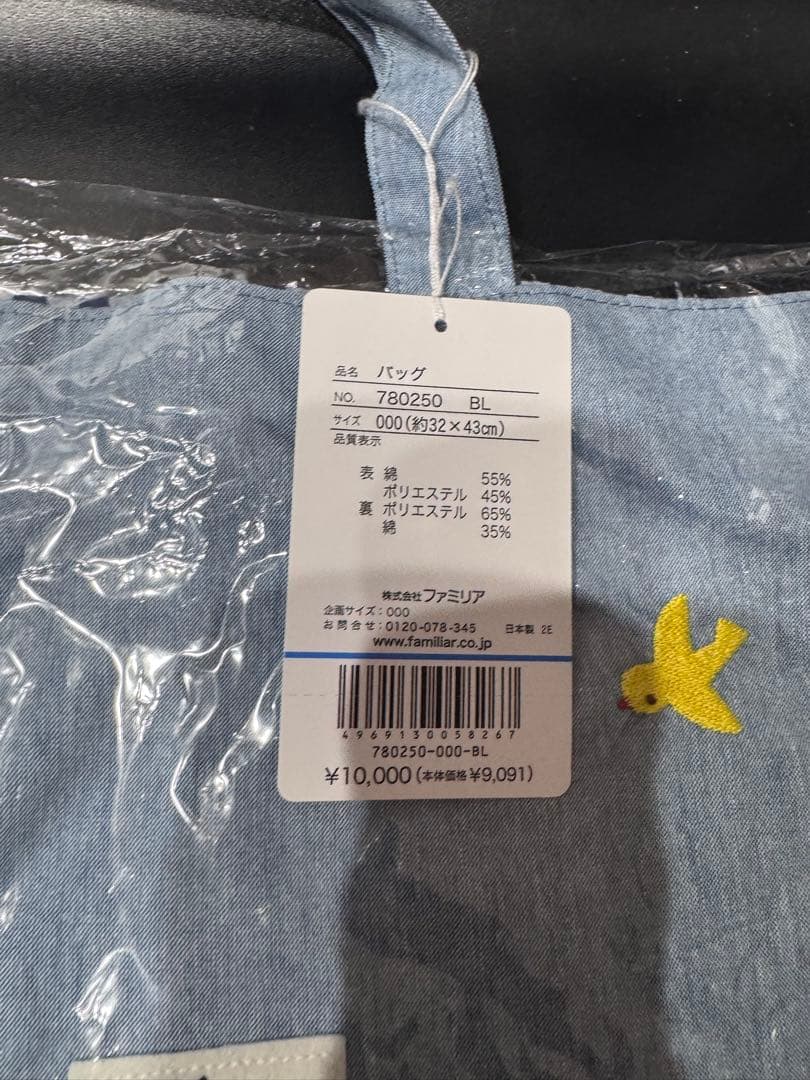 品名 バッグ
NO. 780250 BL
サイズ 000(約32×43cm)
品質表示
表 綿 55%
ポリエステル 45%
裏 ポリエステル 65%
綿 35%
株式会社ファミリア
企画サイズ:000
お問合せ:0120-078-345 日本製 2E
www.familiar.co.jp
4969130058267
780250-000-BL
¥10,000(本体価格¥9,091)